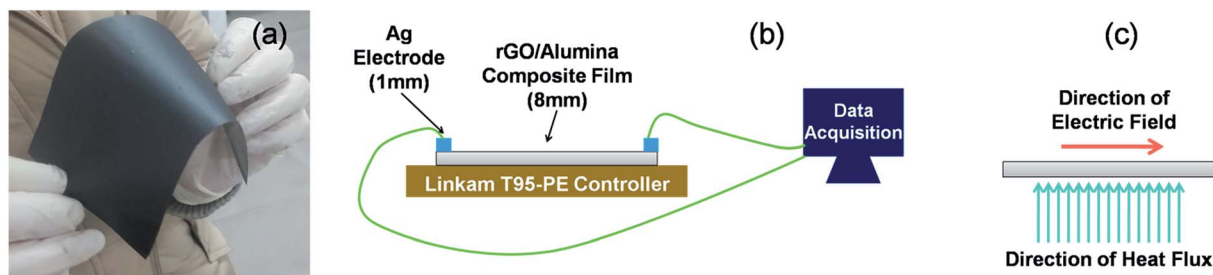 (a)
(b)
(c)
Ag
Electrode
(1mm)
rGO/Alumina
Composite Film
(8mm)
Data
Acquisition
Linkam T95-PE Controller
Direction of
Electric Field
Direction of Heat Flux